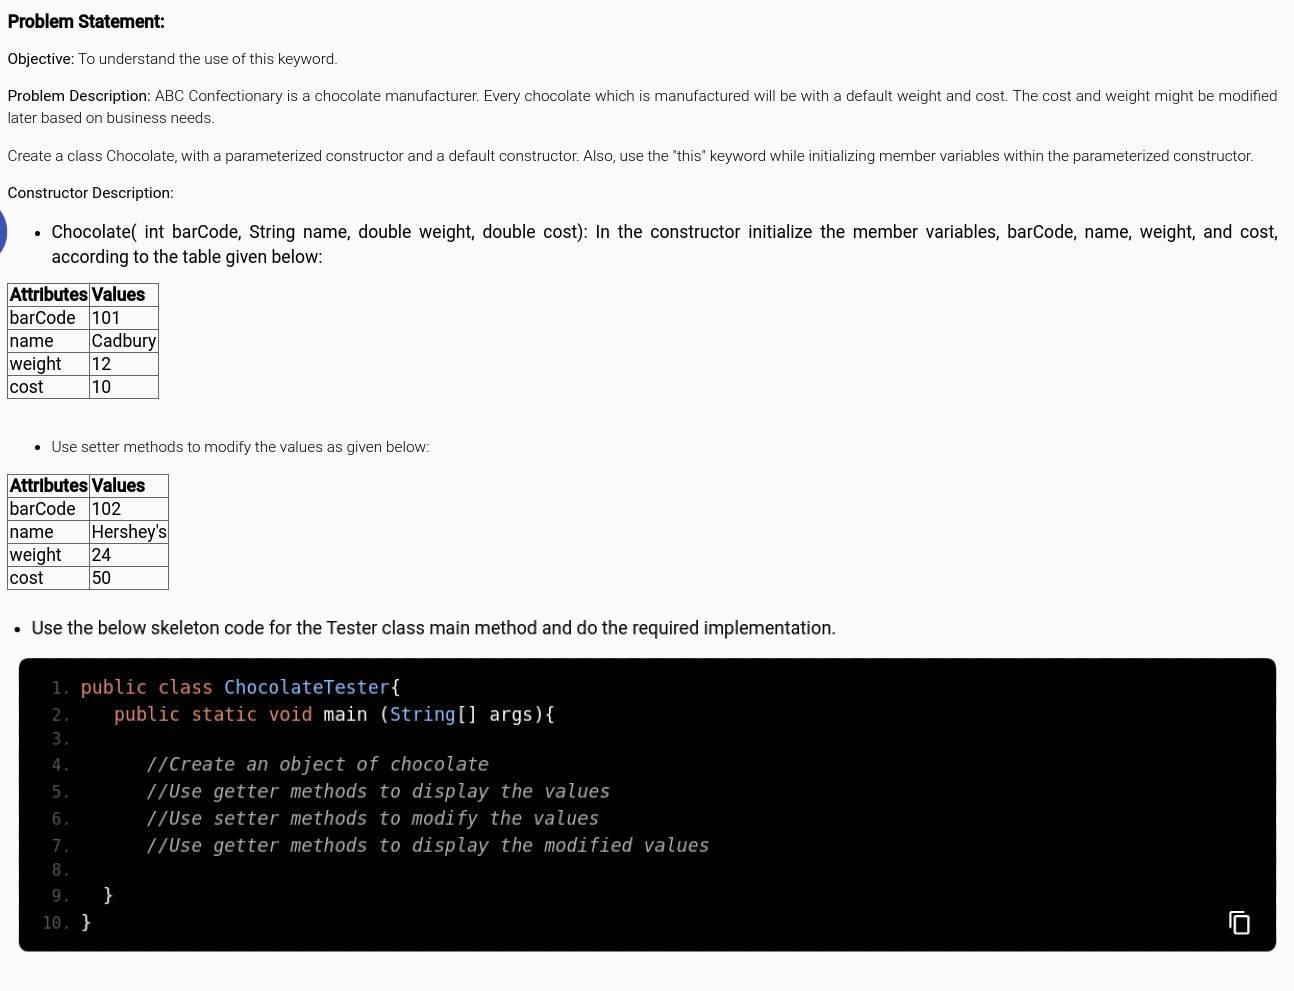 Problem Statement:
Objective: To understand the use of this keyword.
Problem Description: ABC Confectionary is a chocolate manufacturer. Every chocolate which is manufactured will be with a default weight and cost. The cost and weight might be modified
later based on business needs.
Create a class Chocolate, with a parameterized constructor and a default constructor. Also, use the "this" keyword while initializing member variables within the parameterized constructor.
Constructor Description:
• Chocolate( int barCode, String name, double weight, double cost): In the constructor initialize the member variables, barCode, name, weight, and cost,
according to the table given below:
Attributes Values
barCode 101
name Cadbury
weight 12
cost 10
• Use setter methods to modify the values as given below:
Attributes Values
barCode 102
name Hershey's
weight 24
cost 50
• Use the below skeleton code for the Tester class main method and do the required implementation.
1. public class ChocolateTester{
2. public static void main (String[] args){
3.
4. //Create an object of chocolate
5. //Use getter methods to display the values
6. //Use setter methods to modify the values
7. //Use getter methods to display the modified values
8.
9. }
10. }